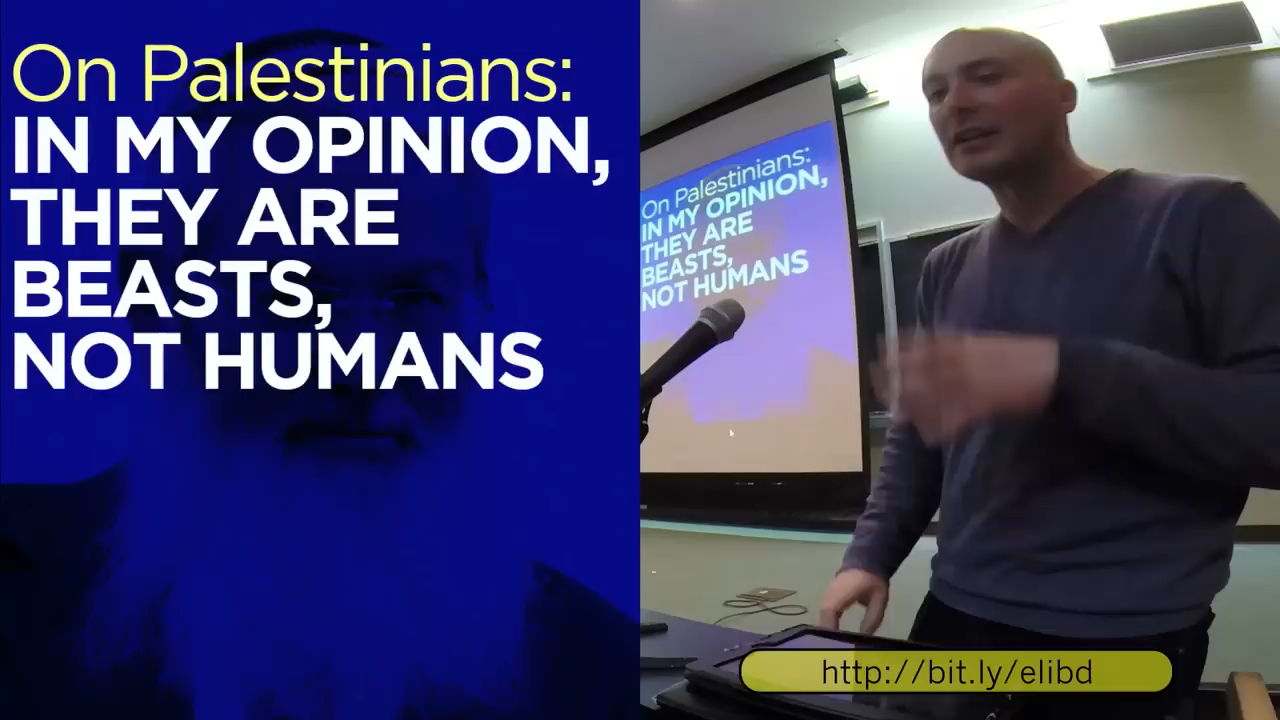 On Palestinians:
IN MY OPINION,
THEY ARE
BEASTS,
NOT HUMANS
On Palestinians:
IN MY OPINION,
THEY ARE
BEASTS,
NOT HUMANS
http://bit.ly/elibd